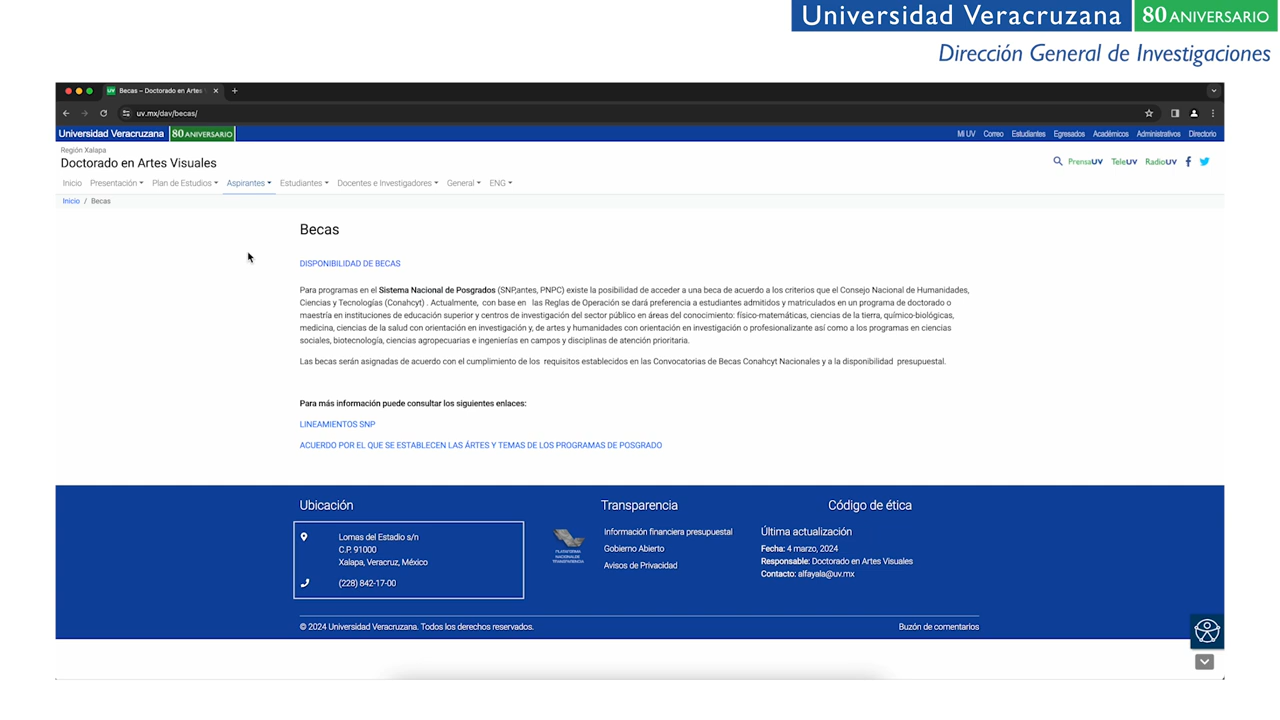 Universidad Veracruzana 80 ANIVERSARIO
Dirección General de Investigaciones
UV Becas – Doctorado en Artes
uv.mx/dav/becas/
Universidad Veracruzana 80 ANIVERSARIO
Mi UV Correo Estudiantes Egresados Académicos Administrativos Directorio
Región Xalapa
Doctorado en Artes Visuales
PrensaUV TeleUV RadioUV
Inicio Presentación Plan de Estudios Aspirantes Estudiantes Docentes e Investigadores General ENG
Inicio / Becas
Becas
DISPONIBILIDAD DE BECAS
Para programas en el Sistema Nacional de Posgrados (SNP,antes, PNPC) existe la posibilidad de acceder a una beca de acuerdo a los criterios que el Consejo Nacional de Humanidades,
Ciencias y Tecnologías (Conahcyt) . Actualmente, con base en las Reglas de Operación se dará preferencia a estudiantes admitidos y matriculados en un programa de doctorado o
maestría en instituciones de educación superior y centros de investigación del sector público en áreas del conocimiento: físico-matemáticas, ciencias de la tierra, químico-biológicas,
medicina, ciencias de la salud con orientación en investigación y, de artes y humanidades con orientación en investigación o profesionalizante así como a los programas en ciencias
sociales, biotecnología, ciencias agropecuarias e ingenierías en campos y disciplinas de atención prioritaria.
Las becas serán asignadas de acuerdo con el cumplimiento de los requisitos establecidos en las Convocatorias de Becas Conahcyt Nacionales y a la disponibilidad presupuestal.
Para más información puede consultar los siguientes enlaces:
LINEAMIENTOS SNP
ACUERDO POR EL QUE SE ESTABLECEN LAS ÁRTES Y TEMAS DE LOS PROGRAMAS DE POSGRADO
Ubicación
Lomas del Estadio s/n
C.P. 91000
Xalapa, Veracruz, México
(228) 842-17-00
Transparencia
PLATAFORMA
NACIONAL DE
TRANSPARENCIA
Información financiera presupuestal
Gobierno Abierto
Avisos de Privacidad
Código de ética
Última actualización
Fecha: 4 marzo, 2024
Responsable: Doctorado en Artes Visuales
Contacto: alfayala@uv.mx
© 2024 Universidad Veracruzana. Todos los derechos reservados.
Buzón de comentarios